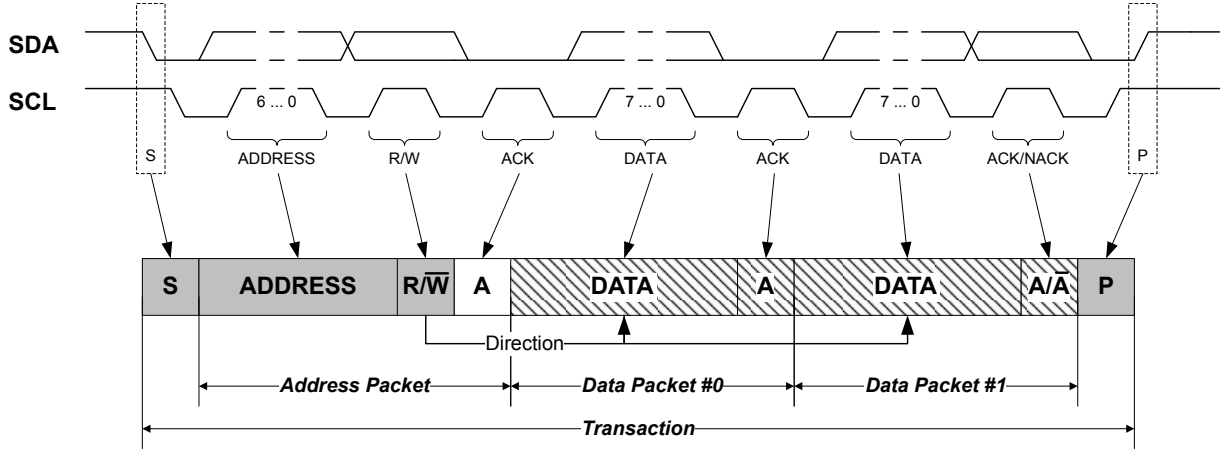 SDA
SCL
6 ... 0
7 ... 0
7 ... 0
S
ADDRESS
R/W
ACK
DATA
ACK
DATA
ACK/NACK
P
S
ADDRESS
R/W̅
A
DATA
A
DATA
A/A̅
P
Direction
Address Packet
Data Packet #0
Data Packet #1
Transaction